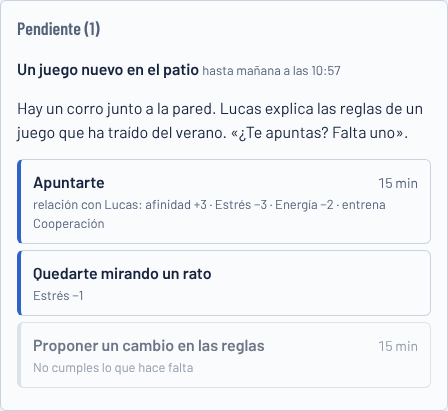 Pendiente (1)
Un juego nuevo en el patio hasta mañana a las 10:57
Hay un corro junto a la pared. Lucas explica las reglas de un
juego que ha traído del verano. «¿Te apuntas? Falta uno».
Apuntarte 15 min
relación con Lucas: afinidad +3 · Estrés −3 · Energía −2 · entrena
Cooperación
Quedarte mirando un rato
Estrés −1
Proponer un cambio en las reglas 15 min
No cumples lo que hace falta